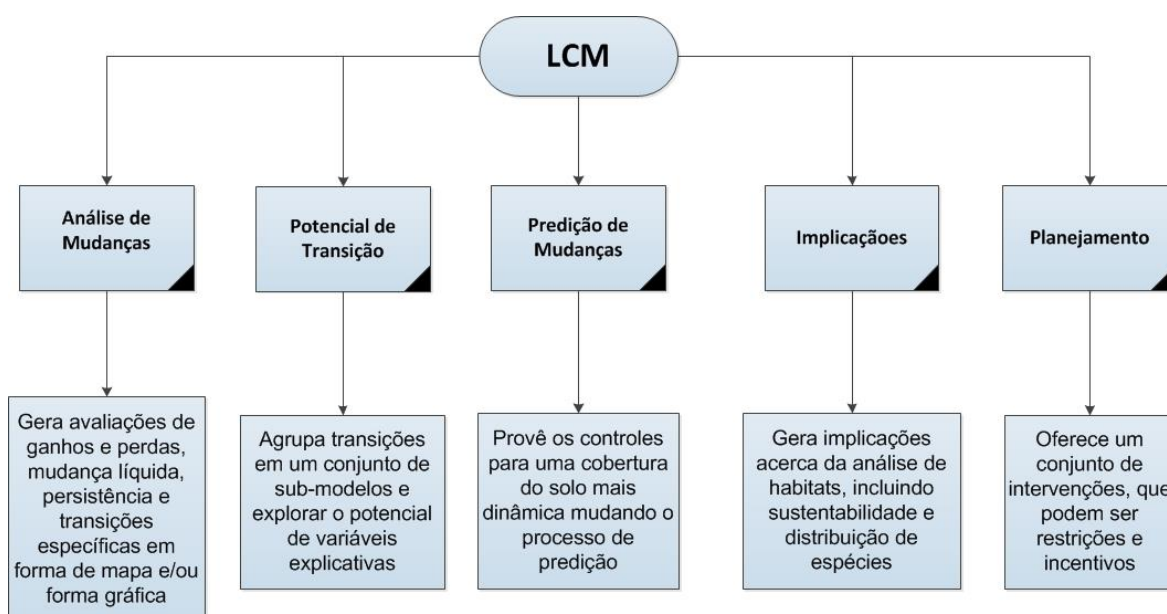 LCM
Análise de
Mudanças
Potencial de
Transição
Predição de
Mudanças
Implicaçãoes
Planejamento
Gera avaliações de
ganhos e perdas,
mudança líquida,
persistência e
transições
específicas em
forma de mapa e/ou
forma gráfica
Agrupa transições
em um conjunto de
sub-modelos e
explorar o potencial
de variáveis
explicativas
Provê os controles
para uma cobertura
do solo mais
dinâmica mudando o
processo de
predição
Gera implicações
acerca da análise de
habitats, incluindo
sustentabilidade e
distribuição de
espécies
Oferece um
conjunto de
intervenções, que
podem ser
restrições e
incentivos